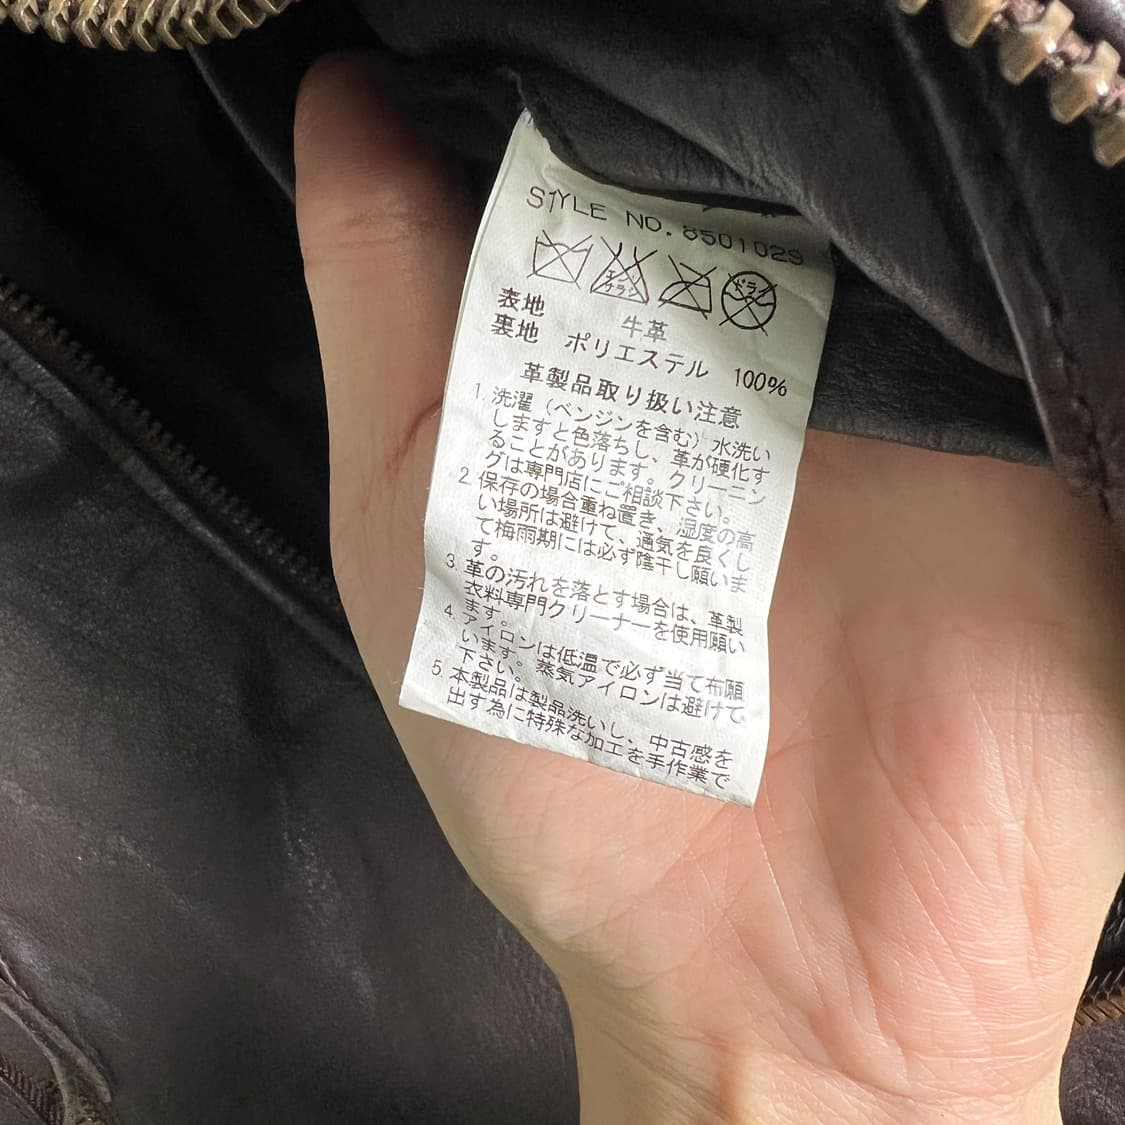 STYLE NO. 8501029
エンソ
サラシ
ドライ
表地 牛革
裏地 ポリエステル 100%
革製品取り扱い注意
1. 洗濯（ベンジンを含む）水洗い
しますと色落ちし、革が硬化す
ることがあります。クリーニン
グは専門店にご相談下さい。
2. 保存の場合重ね置き、湿度の高
い場所は避けて、通気を良くし
て梅雨期には必ず陰干し願いま
す。
3. 革の汚れを落とす場合は、革製
衣料専門クリーナーを使用願い
ます。
4. アイロンは低温で必ず当て布願
います。蒸気アイロンは避けて
下さい。
5. 本製品は製品洗いし、中古感を
出す為に特殊な加工を手作業で